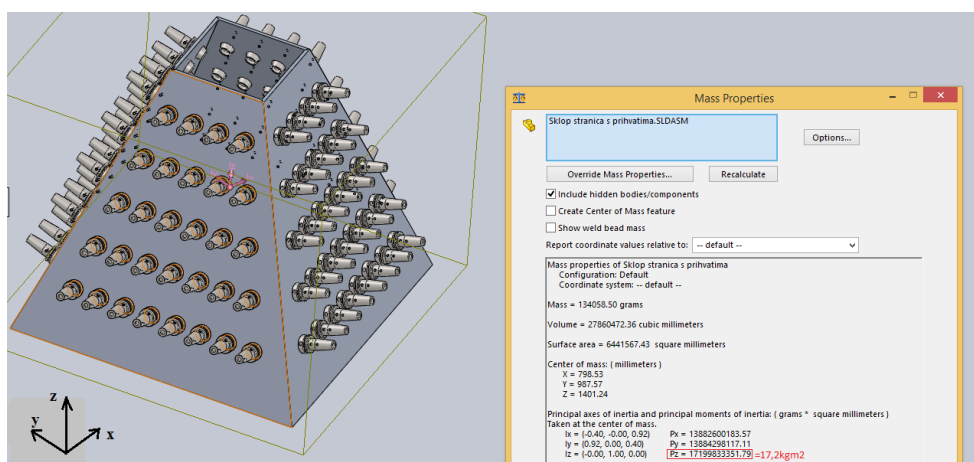 Mass Properties
Sklop stranica s prihvatima.SLDASM
Options...
Override Mass Properties...
Recalculate
Include hidden bodies/components
Create Center of Mass feature
Show weld bead mass
Report coordinate values relative to: -- default --
Mass properties of Sklop stranica s prihvatima
Configuration: Default
Coordinate system: -- default --
Mass = 134058.50 grams
Volume = 27860472.36 cubic millimeters
Surface area = 6441567.43 square millimeters
Center of mass: ( millimeters )
X = 798.53
Y = 987.57
Z = 1401.24
Principal axes of inertia and principal moments of inertia: ( grams * square millimeters )
Taken at the center of mass.
Ix = (-0.40, -0.00, 0.92) Px = 13882600183.57
Iy = (0.92, 0.00, 0.40) Py = 13884298117.11
Iz = (-0.00, 1.00, 0.00) Pz = 17199833351.79 =17,2kgm2
z
y
x